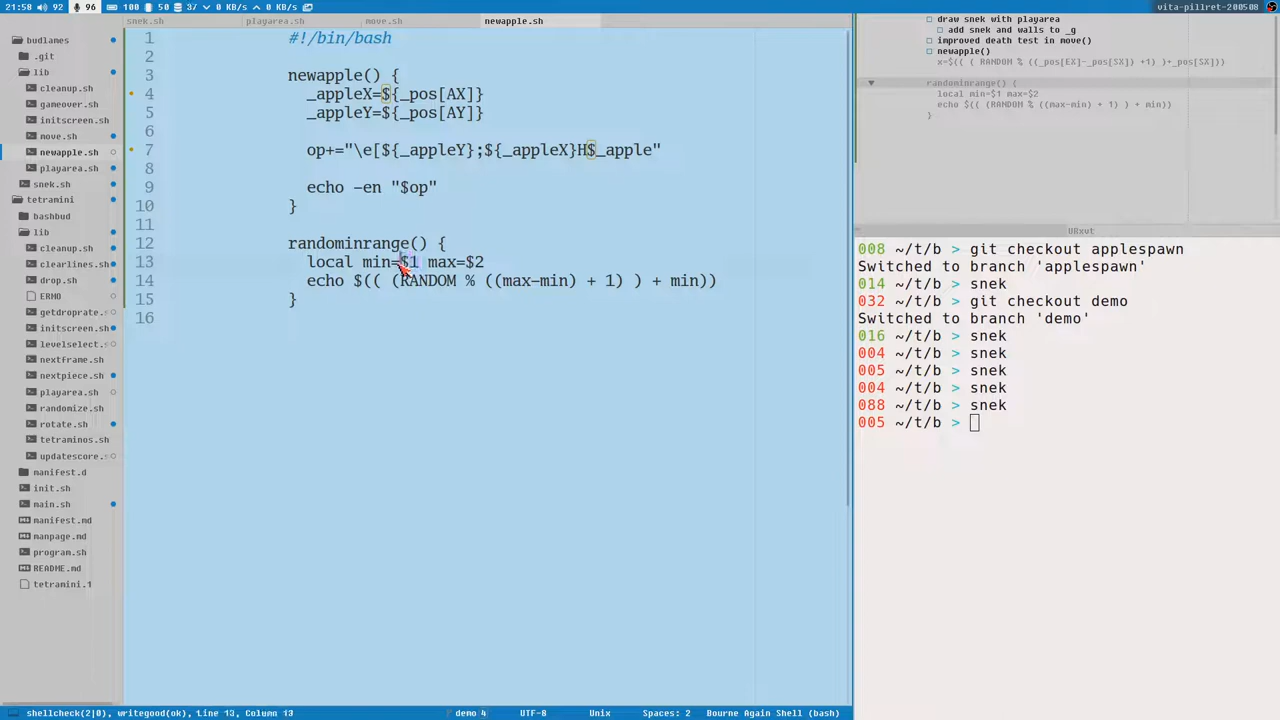 21:58 92 96 100 50 37 0 KB/s 0 KB/s
vita-pillret-200508
snek.sh playarea.sh move.sh newapple.sh
budlames
.git
lib
cleanup.sh
gameover.sh
initscreen.sh
move.sh
newapple.sh
playarea.sh
snek.sh
tetramini
bashbud
lib
cleanup.sh
clearlines.sh
drop.sh
ERMO
getdroprate.s
initscreen.sh
levelselect.s
nextframe.sh
nextpiece.sh
playarea.sh
randomize.sh
rotate.sh
tetraminos.sh
updatescore.s
manifest.d
init.sh
main.sh
manifest.md
manpage.md
program.sh
README.md
tetramini.1
1 #!/bin/bash
2
3 newapple() {
4 _appleX=${_pos[AX]}
5 _appleY=${_pos[AY]}
6
7 op+="\e[${_appleY};${_appleX}H$_apple"
8
9 echo -en "$op"
10 }
11
12 randominrange() {
13 local min=$1 max=$2
14 echo $(( (RANDOM % ((max-min) + 1) ) + min))
15 }
16
draw snek with playarea
add snek and walls to _g
improved death test in move()
newapple()
x=$(( ( RANDOM % ((_pos[EX]-_pos[SX]) +1) )+_pos[SX]))
randominrange() {
local min=$1 max=$2
echo $(( (RANDOM % ((max-min) + 1) ) + min))
}
URxvt
008 ~/t/b > git checkout applespawn
Switched to branch 'applespawn'
014 ~/t/b > snek
032 ~/t/b > git checkout demo
Switched to branch 'demo'
016 ~/t/b > snek
004 ~/t/b > snek
005 ~/t/b > snek
004 ~/t/b > snek
088 ~/t/b > snek
005 ~/t/b >
shellcheck(2|0), writegood(ok), Line 13, Column 13 demo 4 UTF-8 Unix Spaces: 2 Bourne Again Shell (bash)